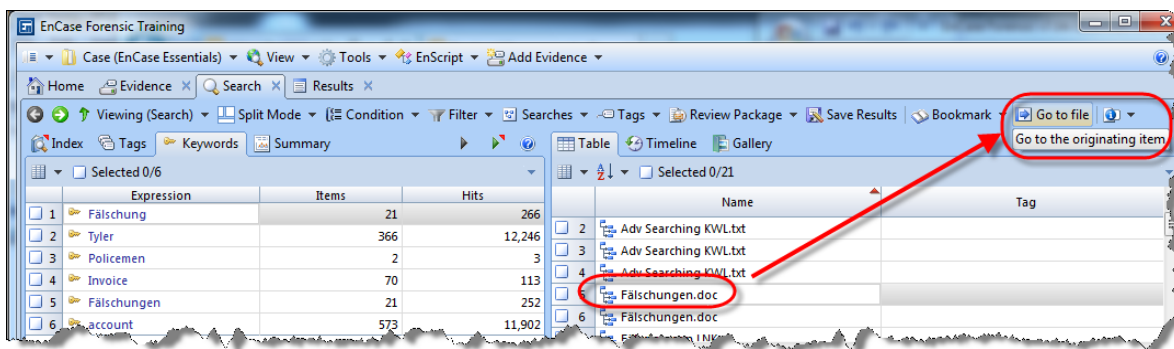 EnCase Forensic Training
Case (EnCase Essentials) View Tools EnScript Add Evidence
Home Evidence Search Results
Viewing (Search) Split Mode Condition Filter Searches Tags Review Package Save Results Bookmark Go to file
Go to the originating item
Index Tags Keywords Summary
Table Timeline Gallery
Selected 0/6
Selected 0/21
Expression Items Hits
Name Tag
1 Fälschung 21 266
2 Tyler 366 12,246
3 Policemen 2 3
4 Invoice 70 113
5 Fälschungen 21 252
6 account 573 11,902
2 Adv Searching KWL.txt
3 Adv Searching KWL.txt
4 Adv Searching KWL.txt
5 Fälschungen.doc
6 Fälschungen.doc